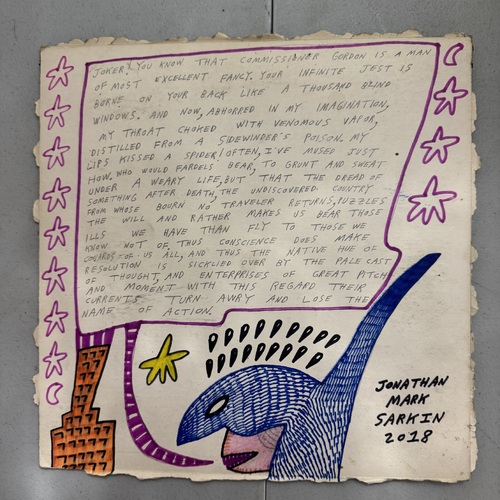 JOKER! YOU KNOW THAT COMMISSIONER GORDON IS A MAN
OF MOST EXCELLENT FANCY. YOUR INFINITE JEST IS
BORNE ON YOUR BACK LIKE A THOUSAND BLIND
WINDOWS. AND NOW, ABHORRED IN MY IMAGINATION,
MY THROAT CHOKED WITH VENOMOUS VAPOR,
DISTILLED FROM A SIDEWINDER'S POISON. MY
LIPS KISSED A SPIDER! OFTEN, I'VE MUSED JUST
HOW, WHO WOULD FARDELS BEAR, TO GRUNT AND SWEAT
UNDER A WEARY LIFE, BUT THAT THE DREAD OF
SOMETHING AFTER DEATH, THE UNDISCOVERED COUNTRY
FROM WHOSE BOURN NO TRAVELER RETURNS, PUZZLES
THE WILL AND RATHER MAKES US BEAR THOSE
ILLS WE HAVE THAN FLY TO THOSE WE
KNOW NOT OF, THUS CONSCIENCE DOES MAKE
COWARDS OF US ALL, AND THUS THE NATIVE HUE OF
RESOLUTION IS SICKLIED OVER BY THE PALE CAST
OF THOUGHT, AND ENTERPRISES OF GREAT PITCH
AND MOMENT WITH THIS REGARD THEIR
CURRENTS TURN AWRY AND LOSE THE
NAME OF ACTION.
JONATHAN
MARK
SARKIN
2018